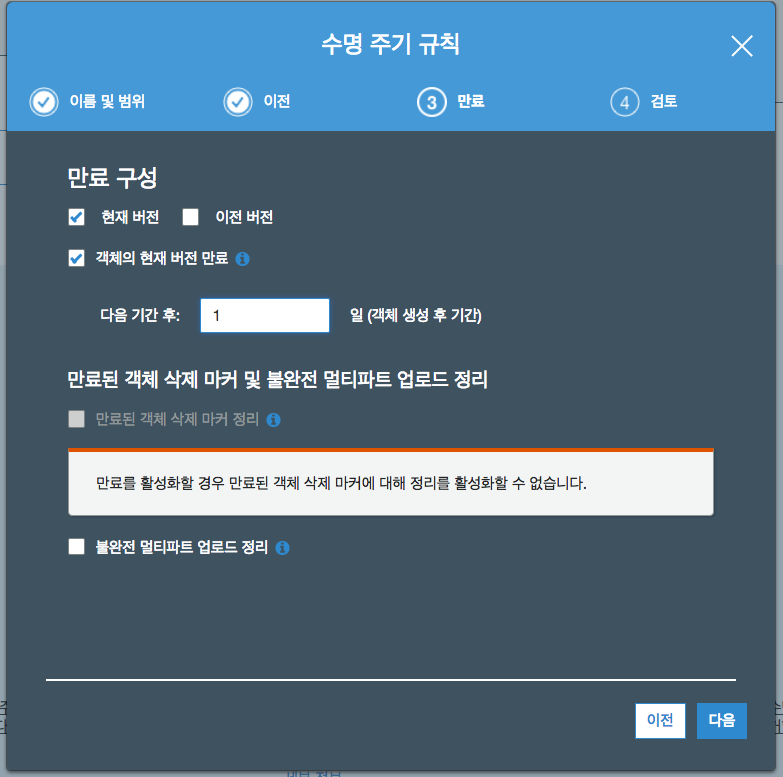 수명 주기 규칙
이름 및 범위
이전
3 만료
4 검토
만료 구성
현재 버전
이전 버전
객체의 현재 버전 만료
다음 기간 후: 1 일 (객체 생성 후 기간)
만료된 객체 삭제 마커 및 불완전 멀티파트 업로드 정리
만료된 객체 삭제 마커 정리
만료를 활성화할 경우 만료된 객체 삭제 마커에 대해 정리를 활성화할 수 없습니다.
불완전 멀티파트 업로드 정리
이전
다음